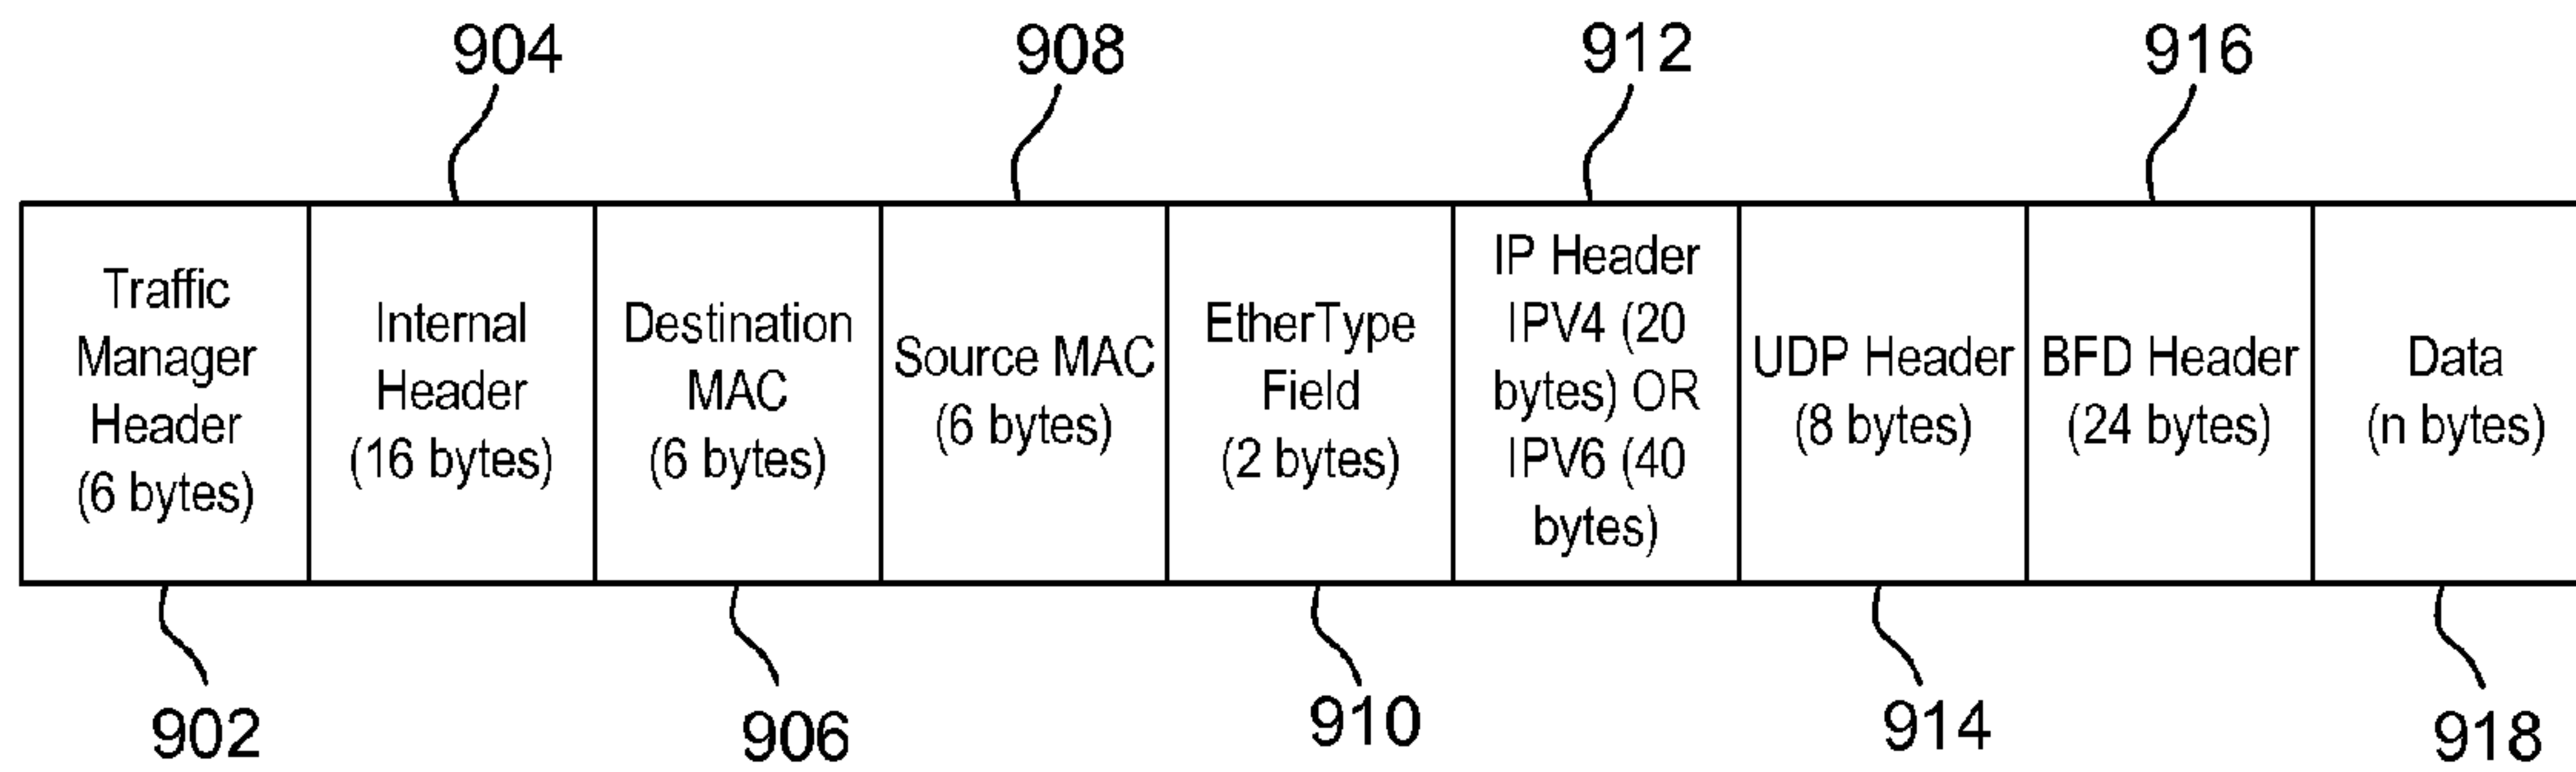 904
908
912
916
Traffic
Manager
Header
(6 bytes)
Internal
Header
(16 bytes)
Destination
MAC
(6 bytes)
Source MAC
(6 bytes)
EtherType
Field
(2 bytes)
IP Header
IPV4 (20
bytes) OR
IPV6 (40
bytes)
UDP Header
(8 bytes)
BFD Header
(24 bytes)
Data
(n bytes)
902
906
910
914
918